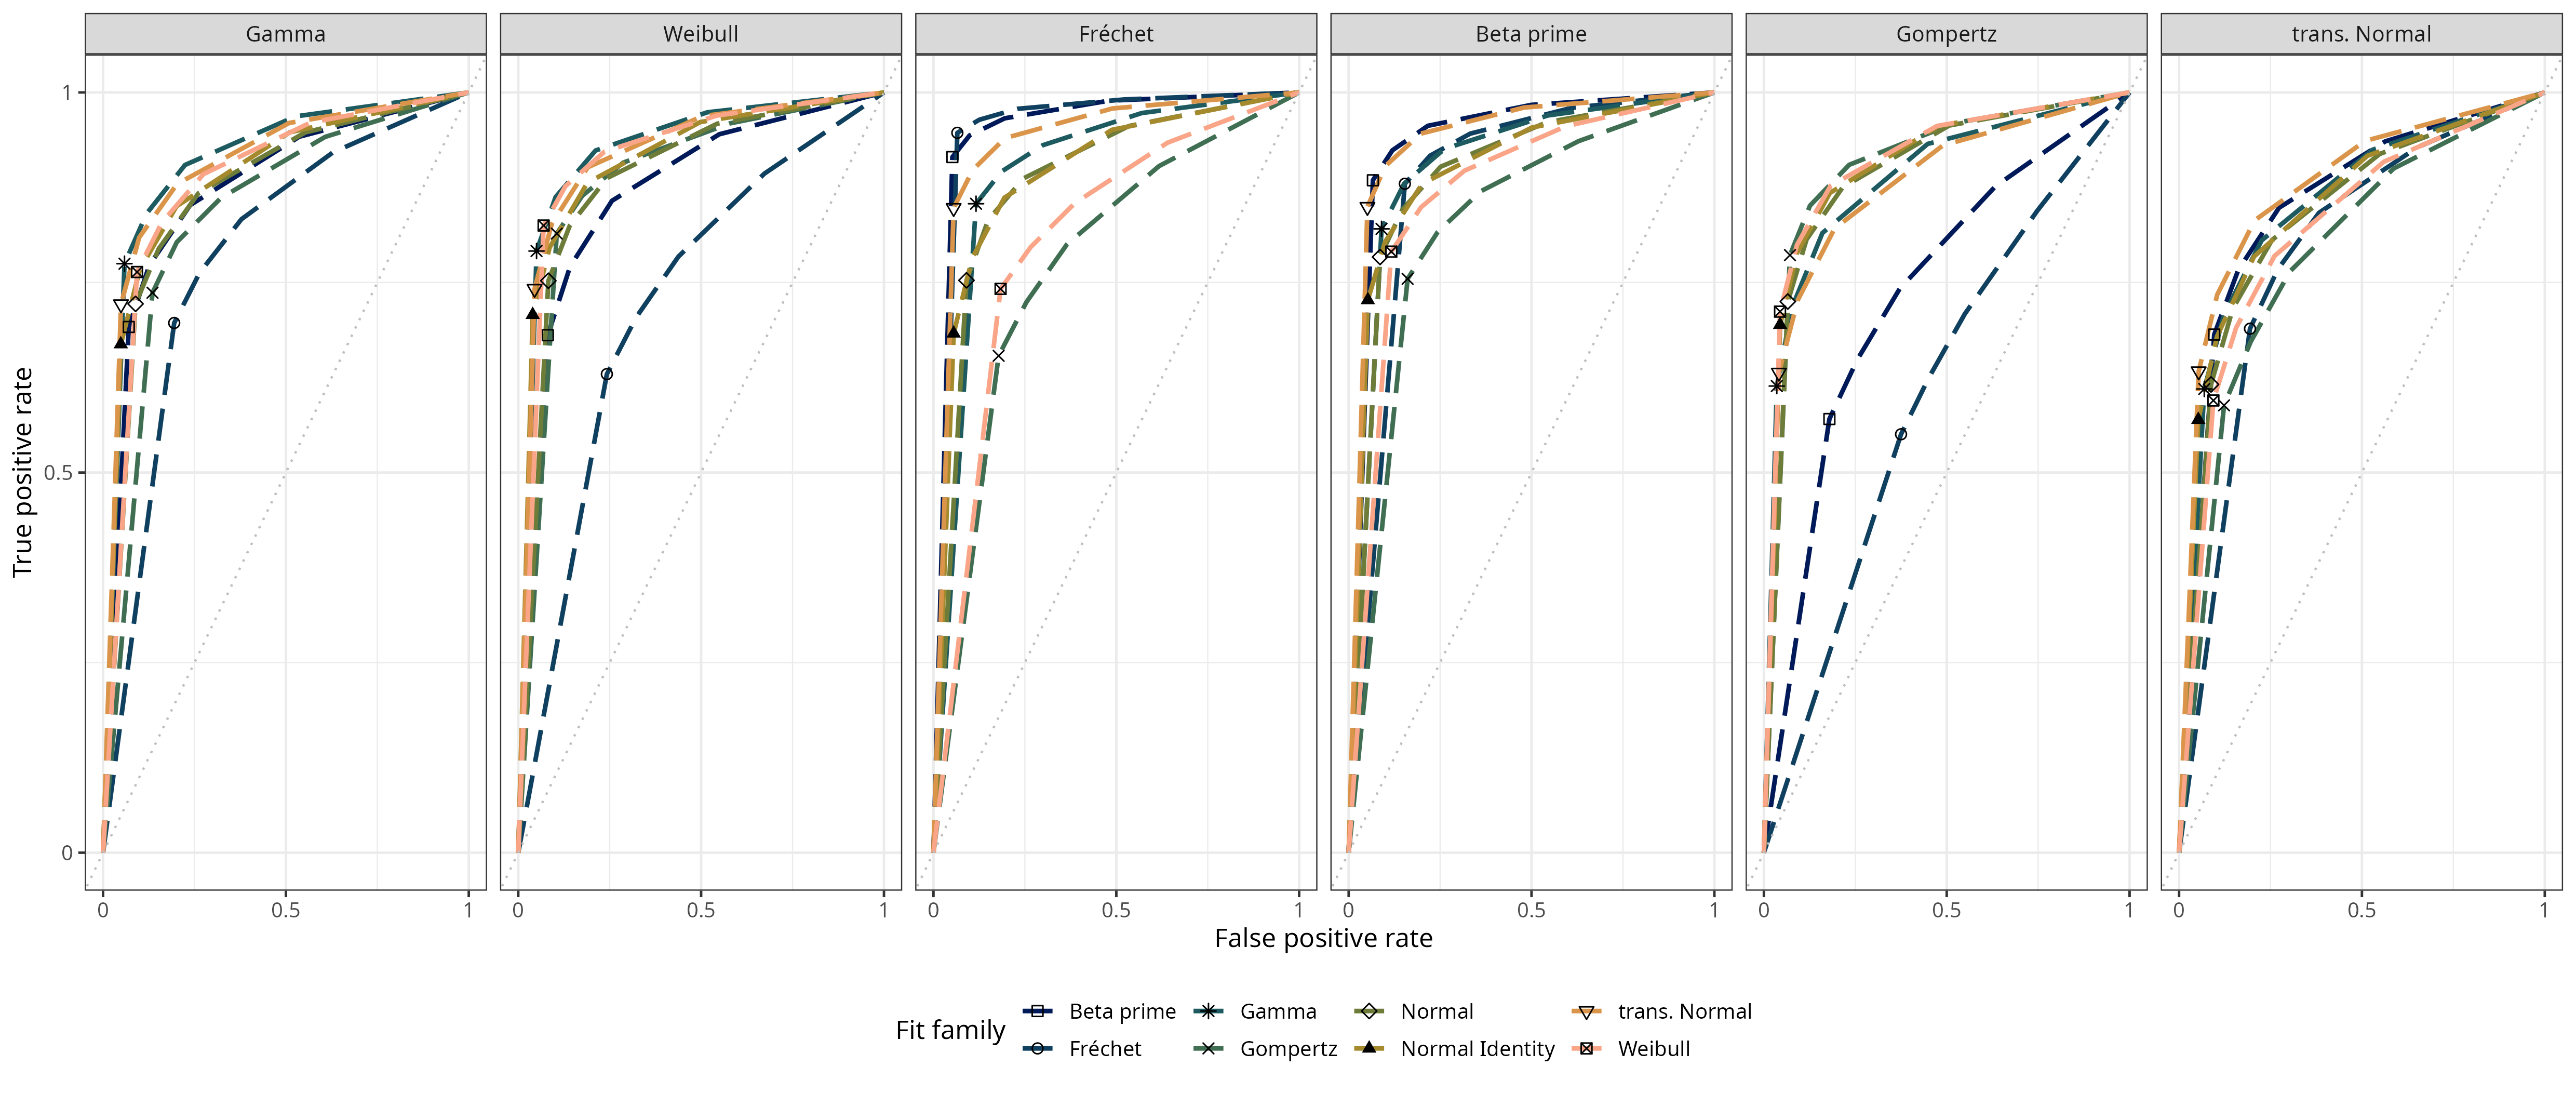 Gamma Weibull Fréchet Beta prime Gompertz trans. Normal
True positive rate
1
0.5
0
0 0.5 1 0 0.5 1 0 0.5 1 0 0.5 1 0 0.5 1 0 0.5 1
False positive rate
Fit family
Beta prime Gamma Normal trans. Normal
Fréchet Gompertz Normal Identity Weibull